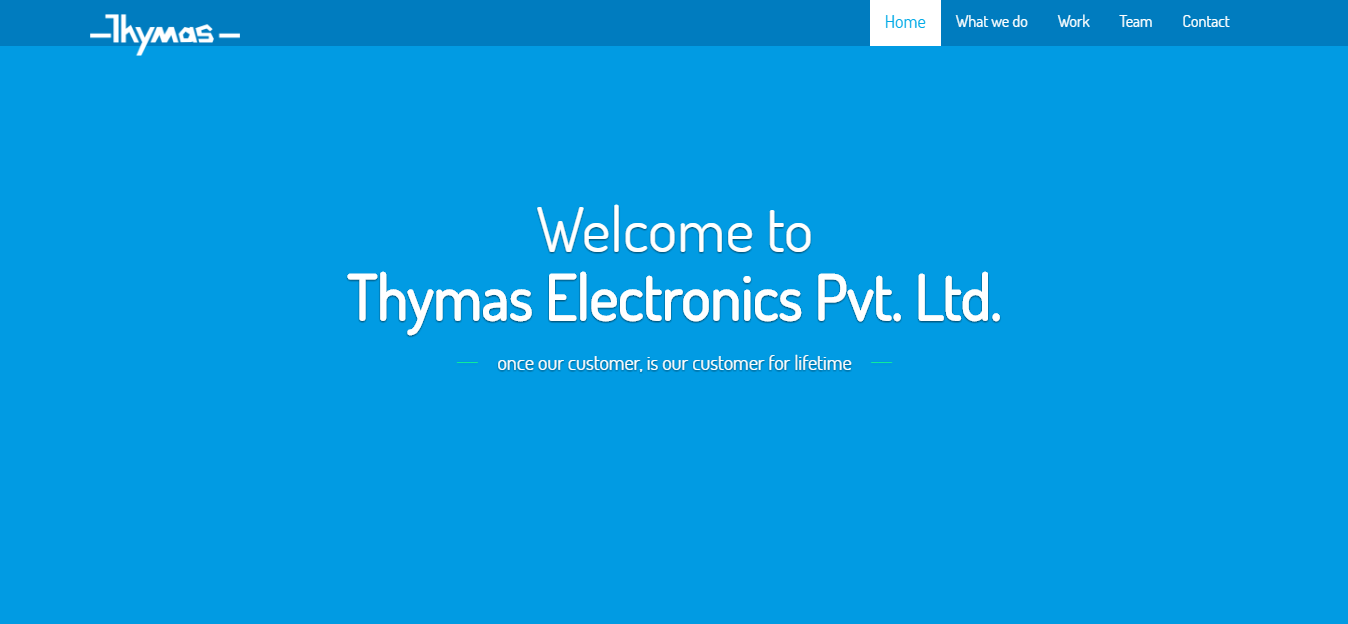 Thymas
Home What we do Work Team Contact
Welcome to
Thymas Electronics Pvt. Ltd.
once our customer, is our customer for lifetime